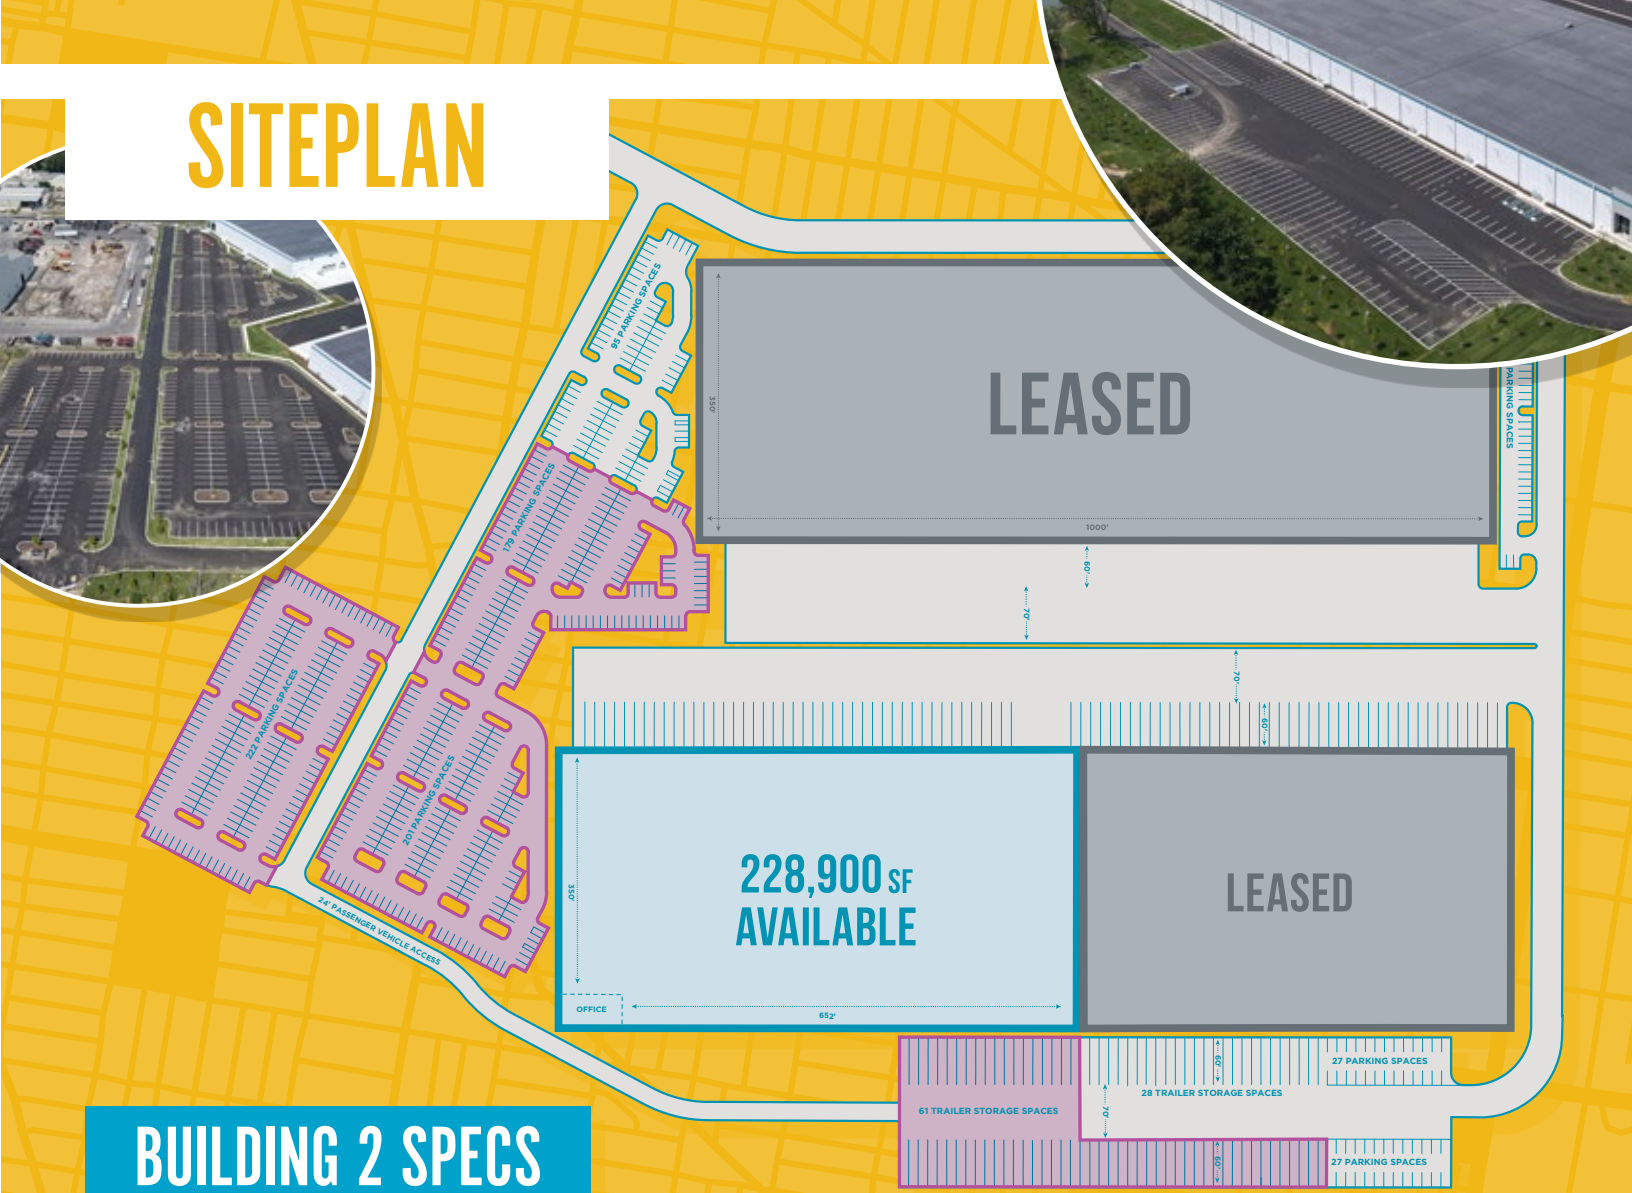 SITEPLAN
95 PARKING SPACES
LEASED
350'
1000'
PARKING SPACES
179 PARKING SPACES
60'
70'
70'
60'
222 PARKING SPACES
201 PARKING SPACES
228,900 SF
AVAILABLE
350'
LEASED
24' PASSENGER VEHICLE ACCESS
OFFICE
652'
60'
27 PARKING SPACES
28 TRAILER STORAGE SPACES
61 TRAILER STORAGE SPACES
70'
60'
27 PARKING SPACES
BUILDING 2 SPECS